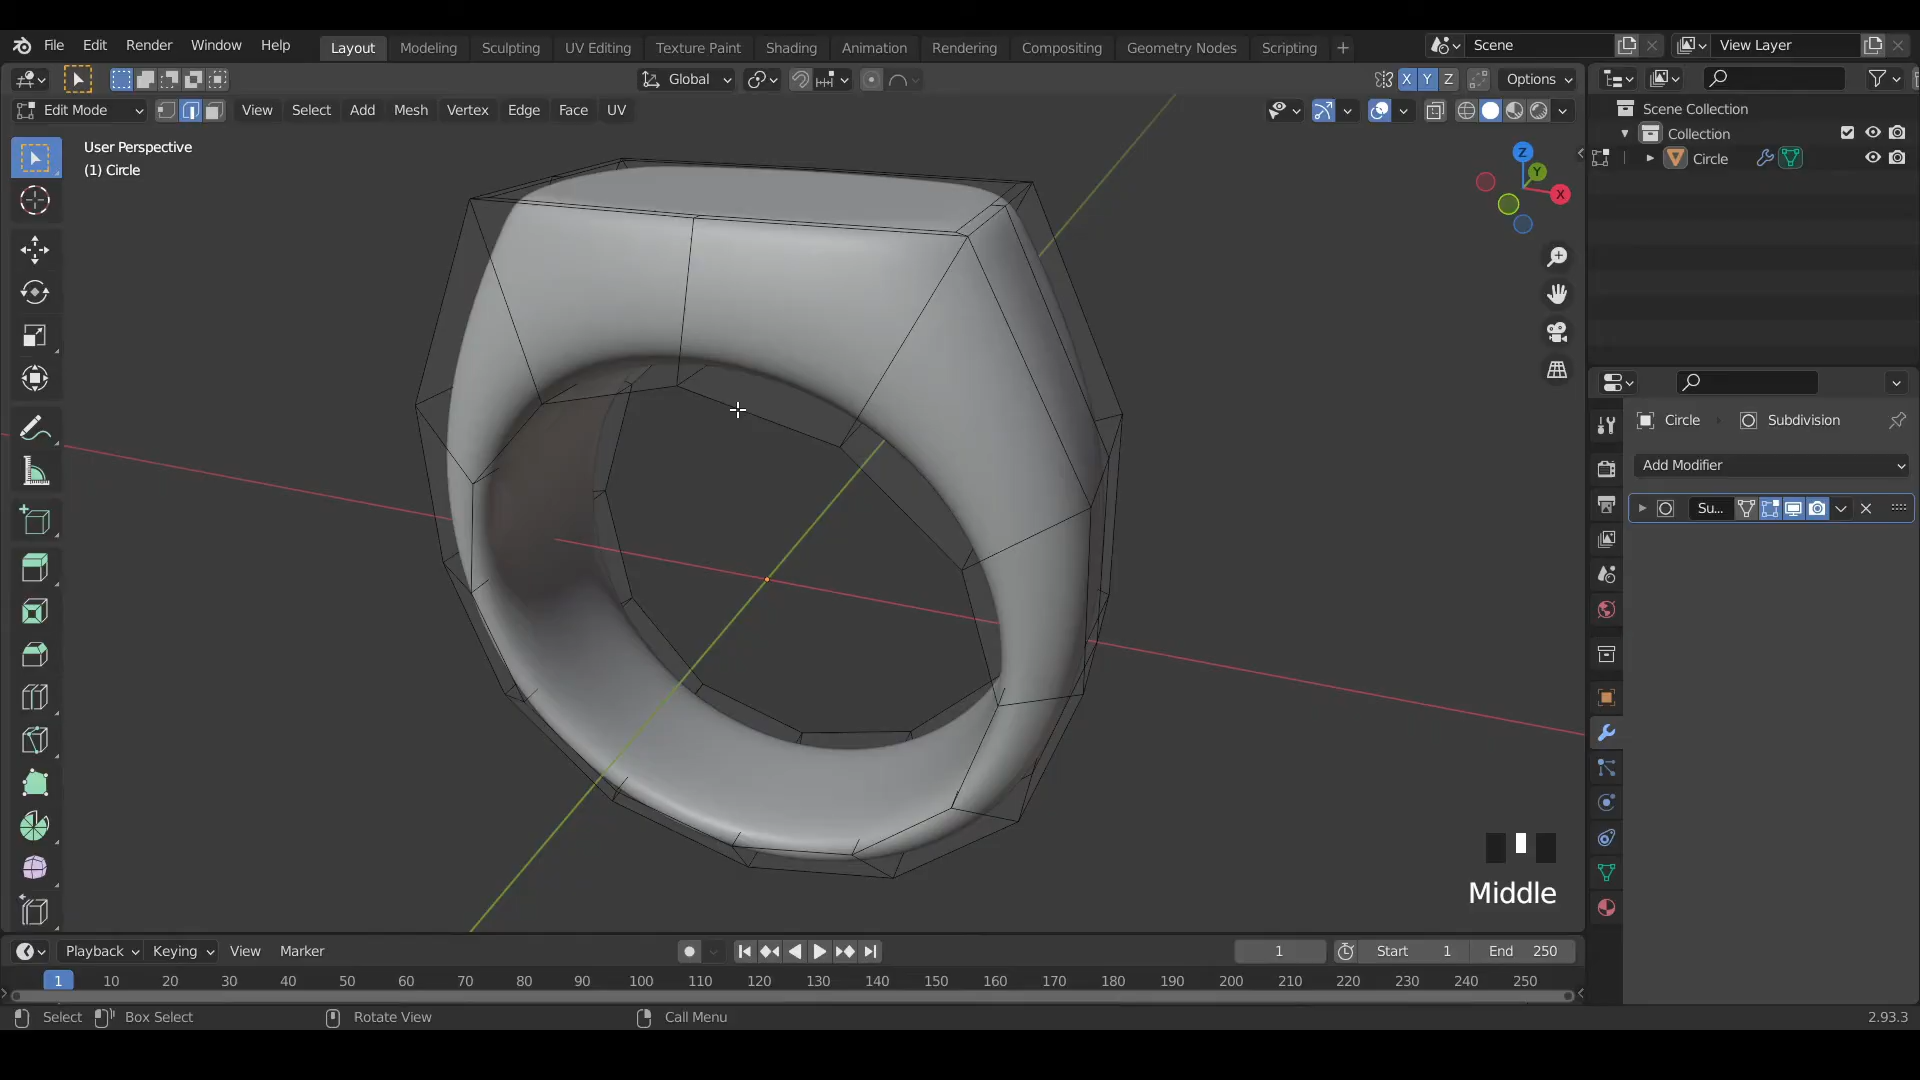 File Edit Render Window Help Layout Modeling Sculpting UV Editing Texture Paint Shading Animation Rendering Compositing Geometry Nodes Scripting + Scene View Layer
Global X Y Z Options
Edit Mode View Select Add Mesh Vertex Edge Face UV
Scene Collection
Collection
Circle
User Perspective
(1) Circle
Z
Y
X
Circle Subdivision
Add Modifier
Su...
Middle
Playback Keying View Marker 1 Start 1 End 250
1 10 20 30 40 50 60 70 80 90 100 110 120 130 140 150 160 170 180 190 200 210 220 230 240 250
Select Box Select Rotate View Call Menu 2.93.3